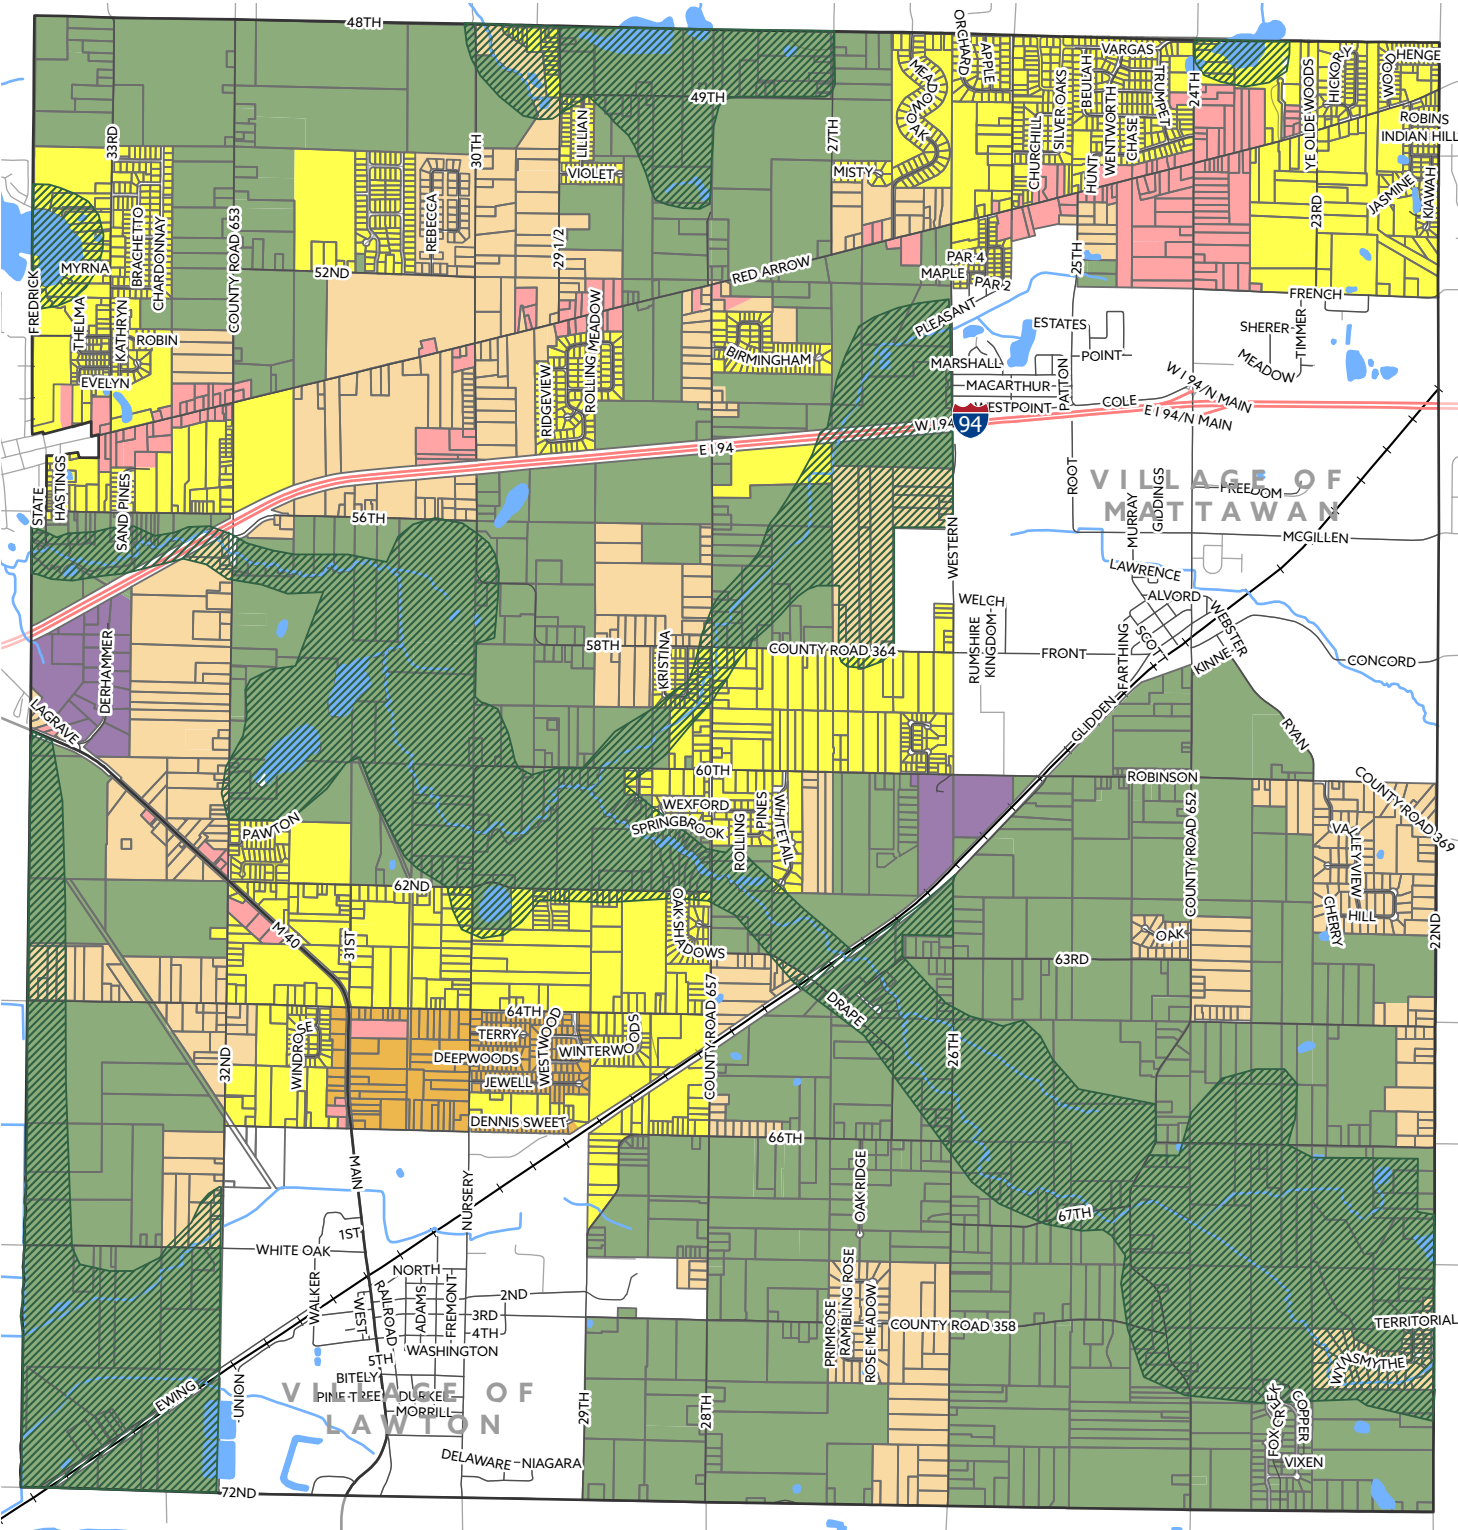 48TH
ORCHARD
APPLE
VARGAS
HENGE
WOOD
HICKORY
YE OLDE WOODS
24TH
TRUMPET
BEULAH
SILVER OAKS
MEADOW OAK
49TH
LILLIAN
33RD
30TH
27TH
CHURCHILL
HUNT
WENTWORTH
CHASE
ROBINS
INDIAN HILL
VIOLET
MISTY
JASMINE
KIAWAH
23RD
REBECCA
BRACHETTO
CHARDONNAY
COUNTY ROAD 653
29 1/2
25TH
PAR 4
MAPLE
PAR 2
RED ARROW
MYRNA
52ND
FREDRICK
THELMA
KATHRYN
ROBIN
EVELYN
ROLLING MEADOW
RIDGEVIEW
BIRMINGHAM
PLEASANT
FRENCH
ESTATES
SHERER
TIMMER
MARSHALL
POINT
MEADOW
MACARTHUR
PATTON
WESTPOINT
COLE
W I 94/N MAIN
E I 94/N MAIN
W I 94
94
E I 94
STATE
HASTINGS
SAND PINES
56TH
ROOT
VILLAGE OF
MATTAWAN
FREEDOM
MURRAY
GIDDINGS
MCGILLEN
WESTERN
LAWRENCE
ALVORD
WEBSTER
WELCH
RUMSHIRE
KINGDOM
SCOTT
FARTHING
FRONT
KINNE
CONCORD
58TH
KRISTINA
COUNTY ROAD 364
DERHAMMER
LAGRAVE
GLIDDEN
RYAN
60TH
ROBINSON
COUNTY ROAD 369
WEXFORD
SPRINGBROOK
ROLLING
PINES
WHITETAIL
PAWTON
COUNTY ROAD 652
VALLEY VIEW
62ND
CHERRY
HILL
22ND
OAK
M 40
31ST
OAK SHADOWS
63RD
COUNTY ROAD 657
DRAPE
64TH
WINDROSE
TERRY
WESTWOOD
DEEPWOODS
WINTERWOODS
JEWELL
32ND
26TH
DENNIS SWEET
66TH
MAIN
NURSERY
OAK RIDGE
67TH
1ST
WHITE OAK
NORTH
WALKER
WEST
RAILROAD
ADAMS
FREMONT
2ND
3RD
4TH
WASHINGTON
5TH
PRIMROSE
RAMBLING ROSE
ROSE MEADOW
COUNTY ROAD 358
TERRITORIAL
WYNASMYTHE
BITELY
PINE TREE
DURKEE
MORRILL
EWING
UNION
VILLAGE OF
LAWTON
29TH
28TH
FOX CREEK
COPPER
VIXEN
DELAWARE
NIAGARA
72ND